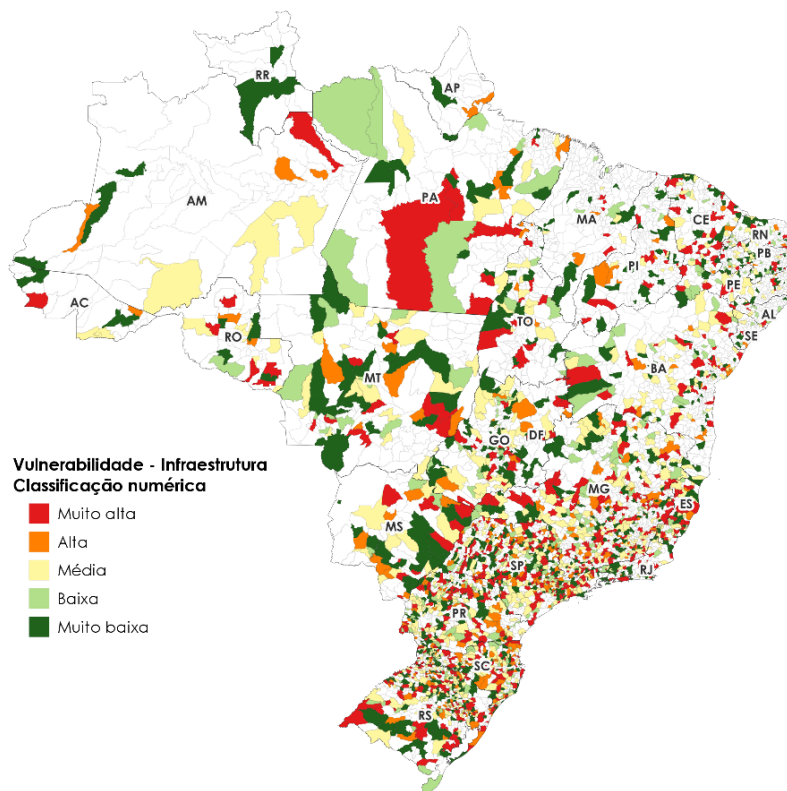 RR
AP
AM
PA
MA
CE
RN
PB
PI
PE
AL
SE
AC
TO
RO
BA
MT
DF
GO
Vulnerabilidade - Infraestrutura
Classificação numérica
Muito alta
Alta
Média
Baixa
Muito baixa
MG
ES
MS
SP
RJ
PR
SC
RS